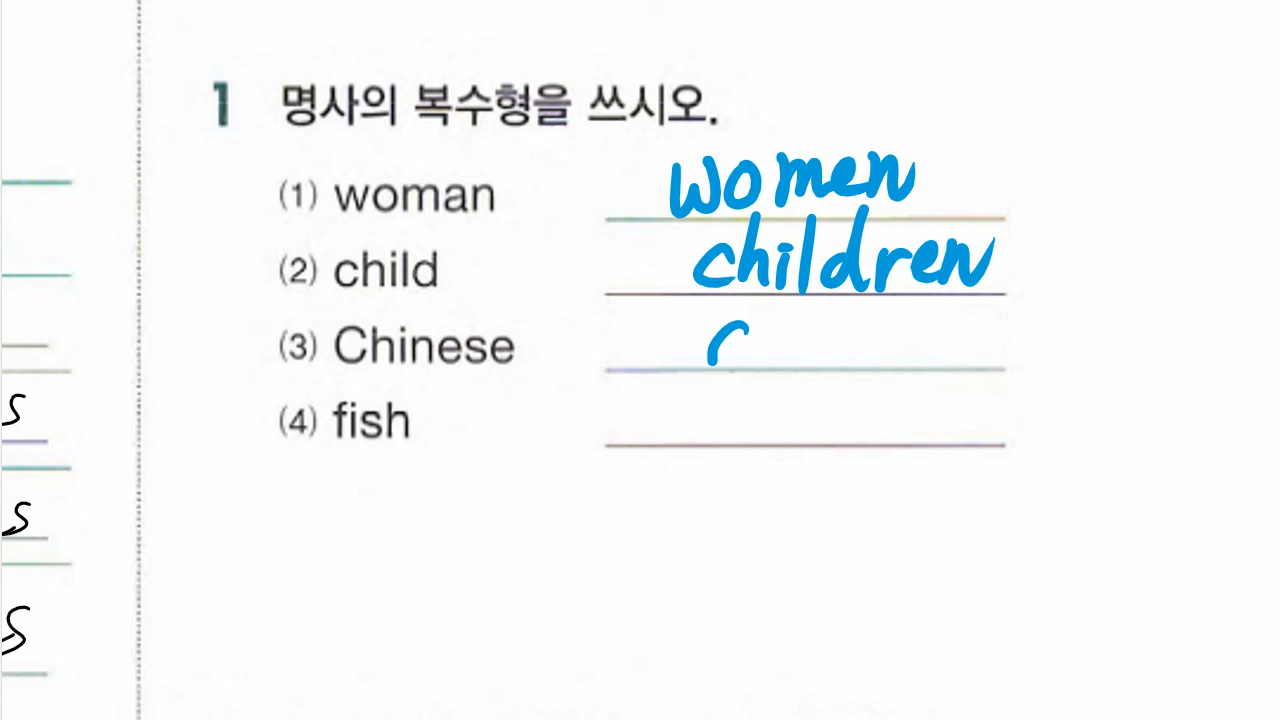 1 명사의 복수형을 쓰시오.
(1) woman women
(2) child children
(3) Chinese C
(4) fish
s
s
s